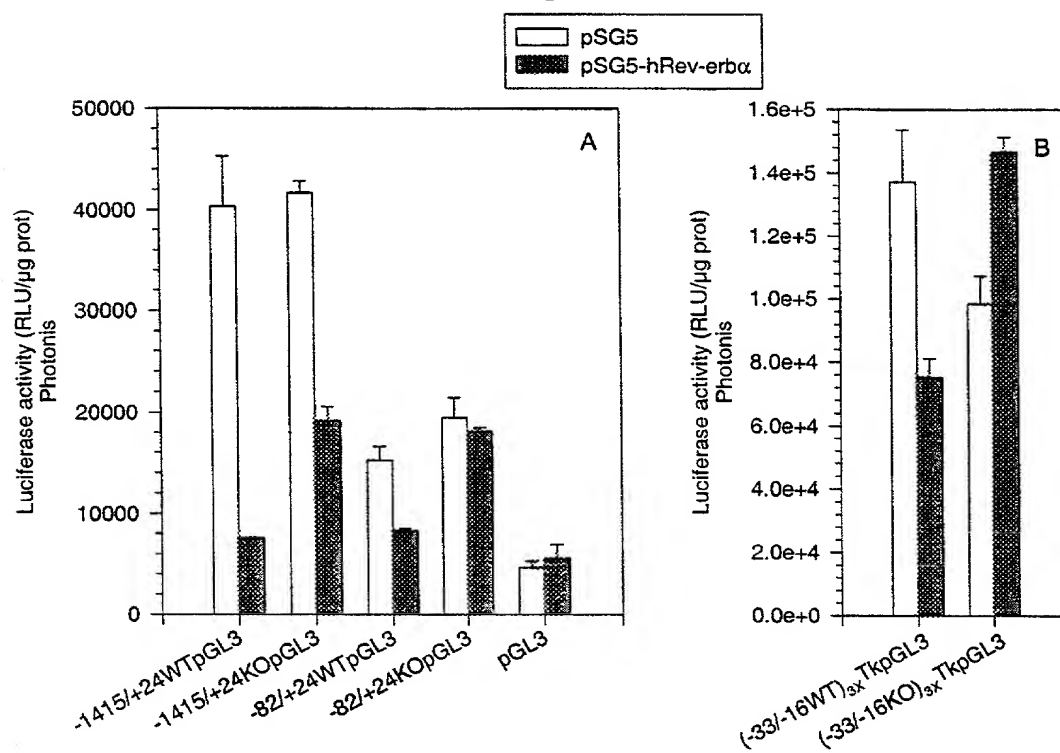 pSG5
pSG5-hRev-erbα
A
50000
40000
30000
20000
10000
0
Luciferase activity (RLU/µg prot)
Photonis
-1415/+24WTpGL3
-1415/+24KOpGL3
-82/+24WTpGL3
-82/+24KOpGL3
pGL3
B
1.6e+5
1.4e+5
1.2e+5
1.0e+5
8.0e+4
6.0e+4
4.0e+4
2.0e+4
0.0e+0
Luciferase activity (RLU/µg prot)
Photonis
(-33/-16WT)3xTkpGL3
(-33/-16KO)3xTkpGL3